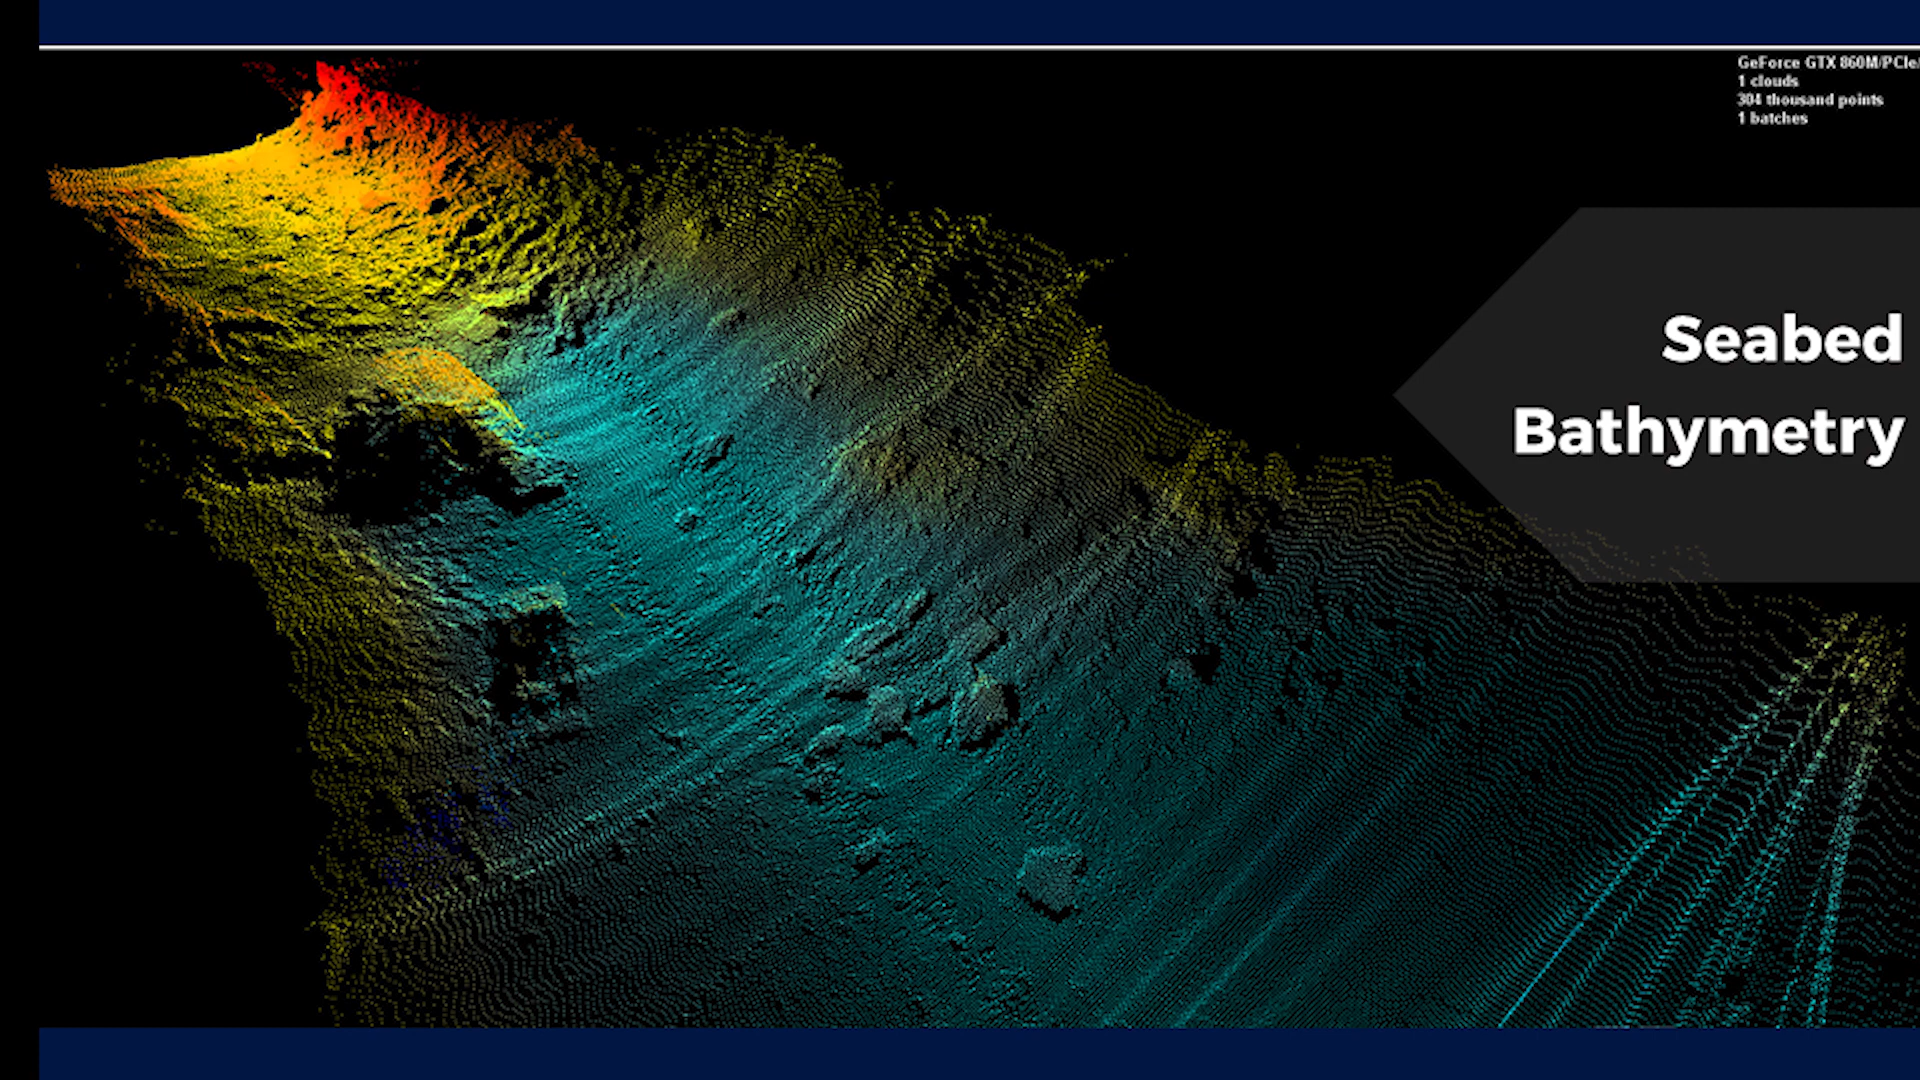 GeForce GTX 860M/PCIe/
1 clouds
304 thousand points
1 batches
Seabed
Bathymetry